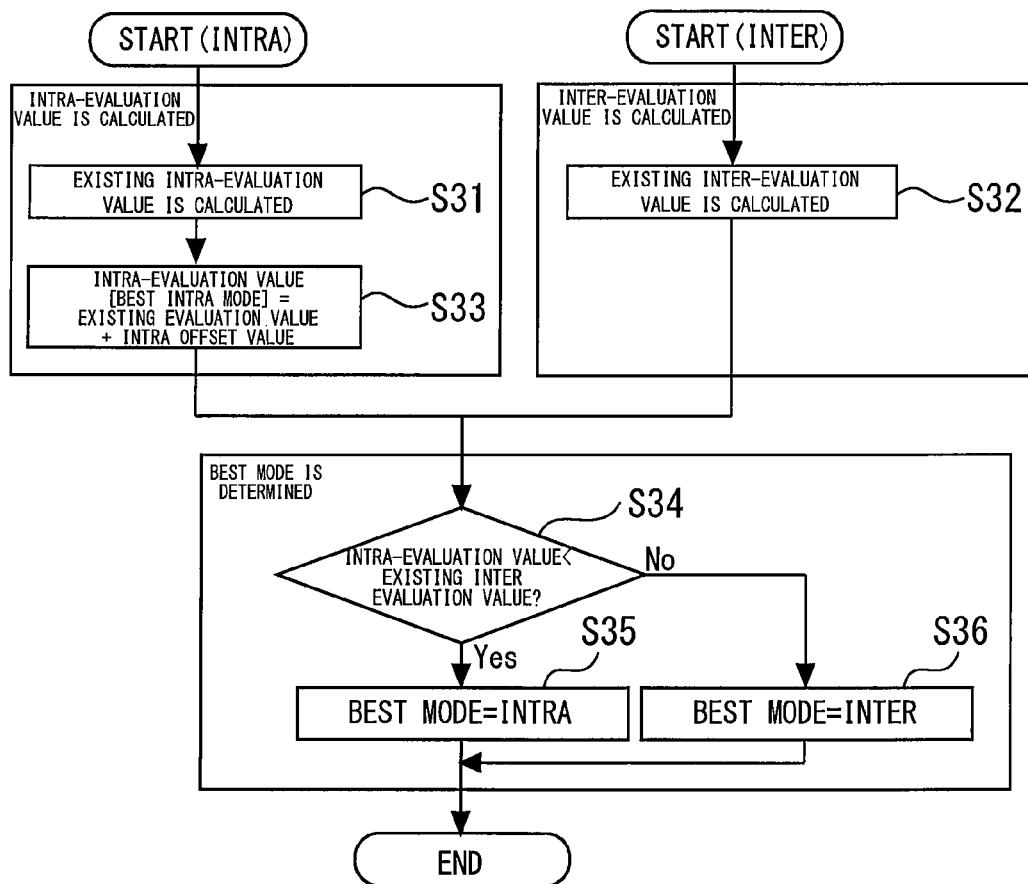 START(INTRA)
START(INTER)
INTRA-EVALUATION
VALUE IS CALCULATED
EXISTING INTRA-EVALUATION
VALUE IS CALCULATED
S31
INTRA-EVALUATION VALUE
[BEST INTRA MODE] =
EXISTING EVALUATION VALUE
+ INTRA OFFSET VALUE
S33
INTER-EVALUATION
VALUE IS CALCULATED
EXISTING INTER-EVALUATION
VALUE IS CALCULATED
S32
BEST MODE IS
DETERMINED
S34
INTRA-EVALUATION VALUE<
EXISTING INTER
EVALUATION VALUE?
No
Yes
S35
S36
BEST MODE=INTRA
BEST MODE=INTER
END